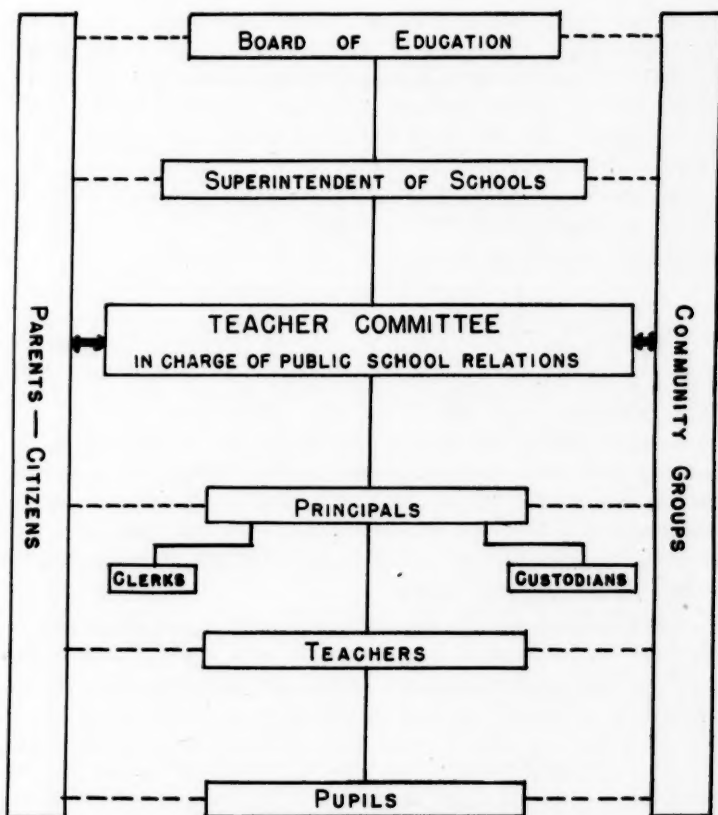 BOARD OF EDUCATION
SUPERINTENDENT OF SCHOOLS
TEACHER COMMITTEE
IN CHARGE OF PUBLIC SCHOOL RELATIONS
PARENTS — CITIZENS
COMMUNITY GROUPS
PRINCIPALS
CLERKS
CUSTODIANS
TEACHERS
PUPILS